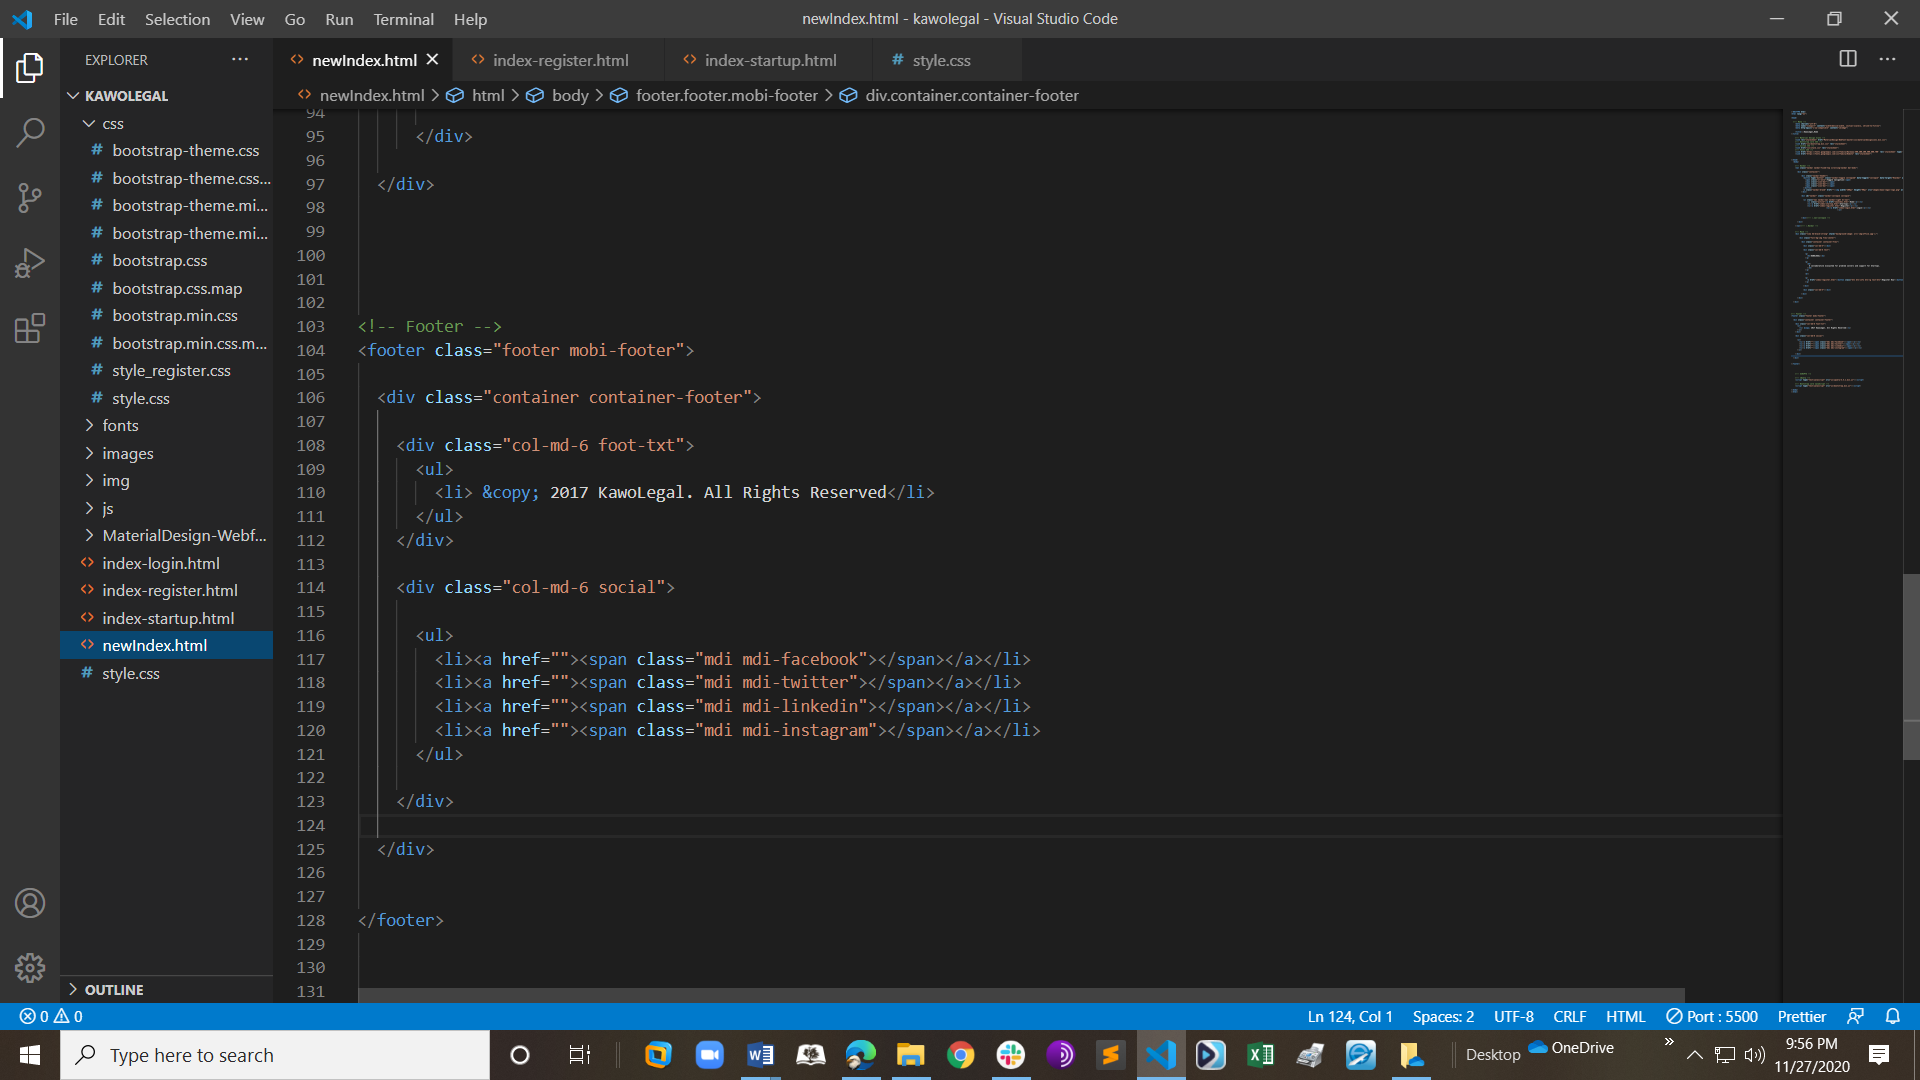 File Edit Selection View Go Run Terminal Help
newIndex.html - kawolegal - Visual Studio Code
EXPLORER
KAWOLEGAL
css
bootstrap-theme.css
bootstrap-theme.css...
bootstrap-theme.mi...
bootstrap-theme.mi...
bootstrap.css
bootstrap.css.map
bootstrap.min.css
bootstrap.min.css.m...
style_register.css
style.css
fonts
images
img
js
MaterialDesign-Webf...
index-login.html
index-register.html
index-startup.html
newIndex.html
style.css
OUTLINE
newIndex.html index-register.html index-startup.html style.css
newIndex.html > html > body > footer.footer.mobi-footer > div.container.container-footer
94
95 </div>
96
97 </div>
98
99
100
101
102
103 <!-- Footer -->
104 <footer class="footer mobi-footer">
105
106 <div class="container container-footer">
107
108 <div class="col-md-6 foot-txt">
109 <ul>
110 <li> &copy; 2017 KawoLegal. All Rights Reserved</li>
111 </ul>
112 </div>
113
114 <div class="col-md-6 social">
115
116 <ul>
117 <li><a href=""><span class="mdi mdi-facebook"></span></a></li>
118 <li><a href=""><span class="mdi mdi-twitter"></span></a></li>
119 <li><a href=""><span class="mdi mdi-linkedin"></span></a></li>
120 <li><a href=""><span class="mdi mdi-instagram"></span></a></li>
121 </ul>
122
123 </div>
124
125 </div>
126
127
128 </footer>
129
130
131
0 0 Ln 124, Col 1 Spaces: 2 UTF-8 CRLF HTML Port : 5500 Prettier
Type here to search
Desktop OneDrive
9:56 PM
11/27/2020